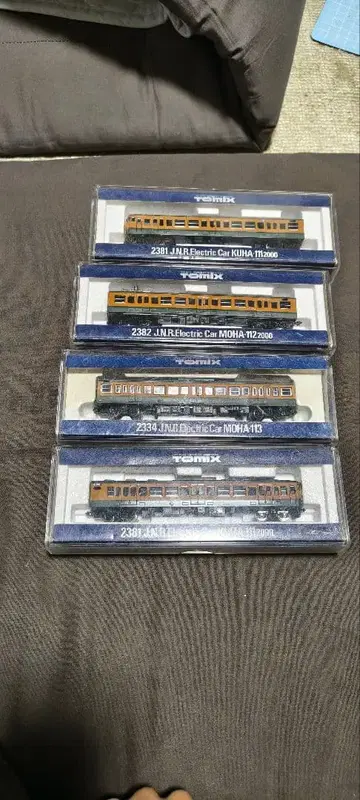 TOMIX
2381 J.N.R.Electric Car KUHA 111 2000
TOMIX
2382 J.N.R.Electric Car MOHA-112 2000
TOMIX
2334 J.N.R.Electric Car MOHA-113
TOMIX
2381 J.N.R.